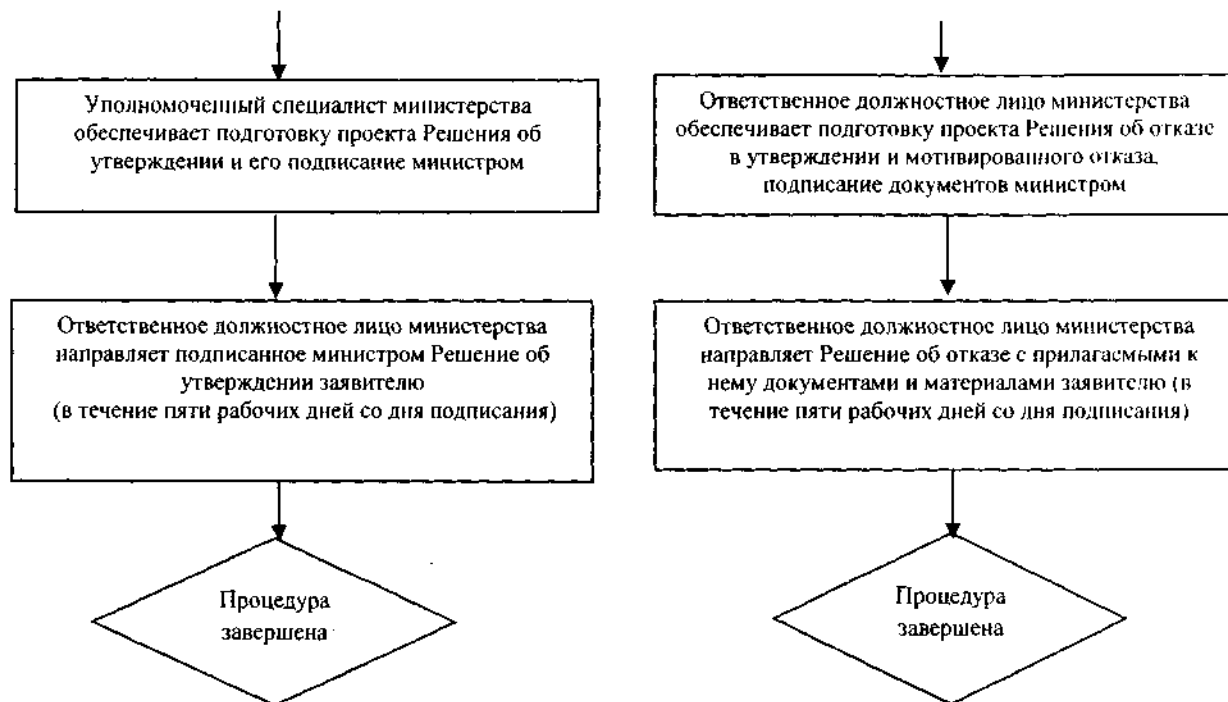 Уполномоченный специалист министерства
обеспечивает подготовку проекта Решения об
утверждении и его подписание министром
Ответственное должностное лицо министерства
направляет подписанное министром Решение об
утверждении заявителю
(в течение пяти рабочих дней со дня подписания)
Процедура
завершена
Ответственное должностное лицо министерства
обеспечивает подготовку проекта Решения об отказе
в утверждении и мотивированного отказа,
подписание документов министром
Ответственное должностное лицо министерства
направляет Решение об отказе с прилагаемыми к
нему документами и материалами заявителю (в
течение пяти рабочих дней со дня подписания)
Процедура
завершена